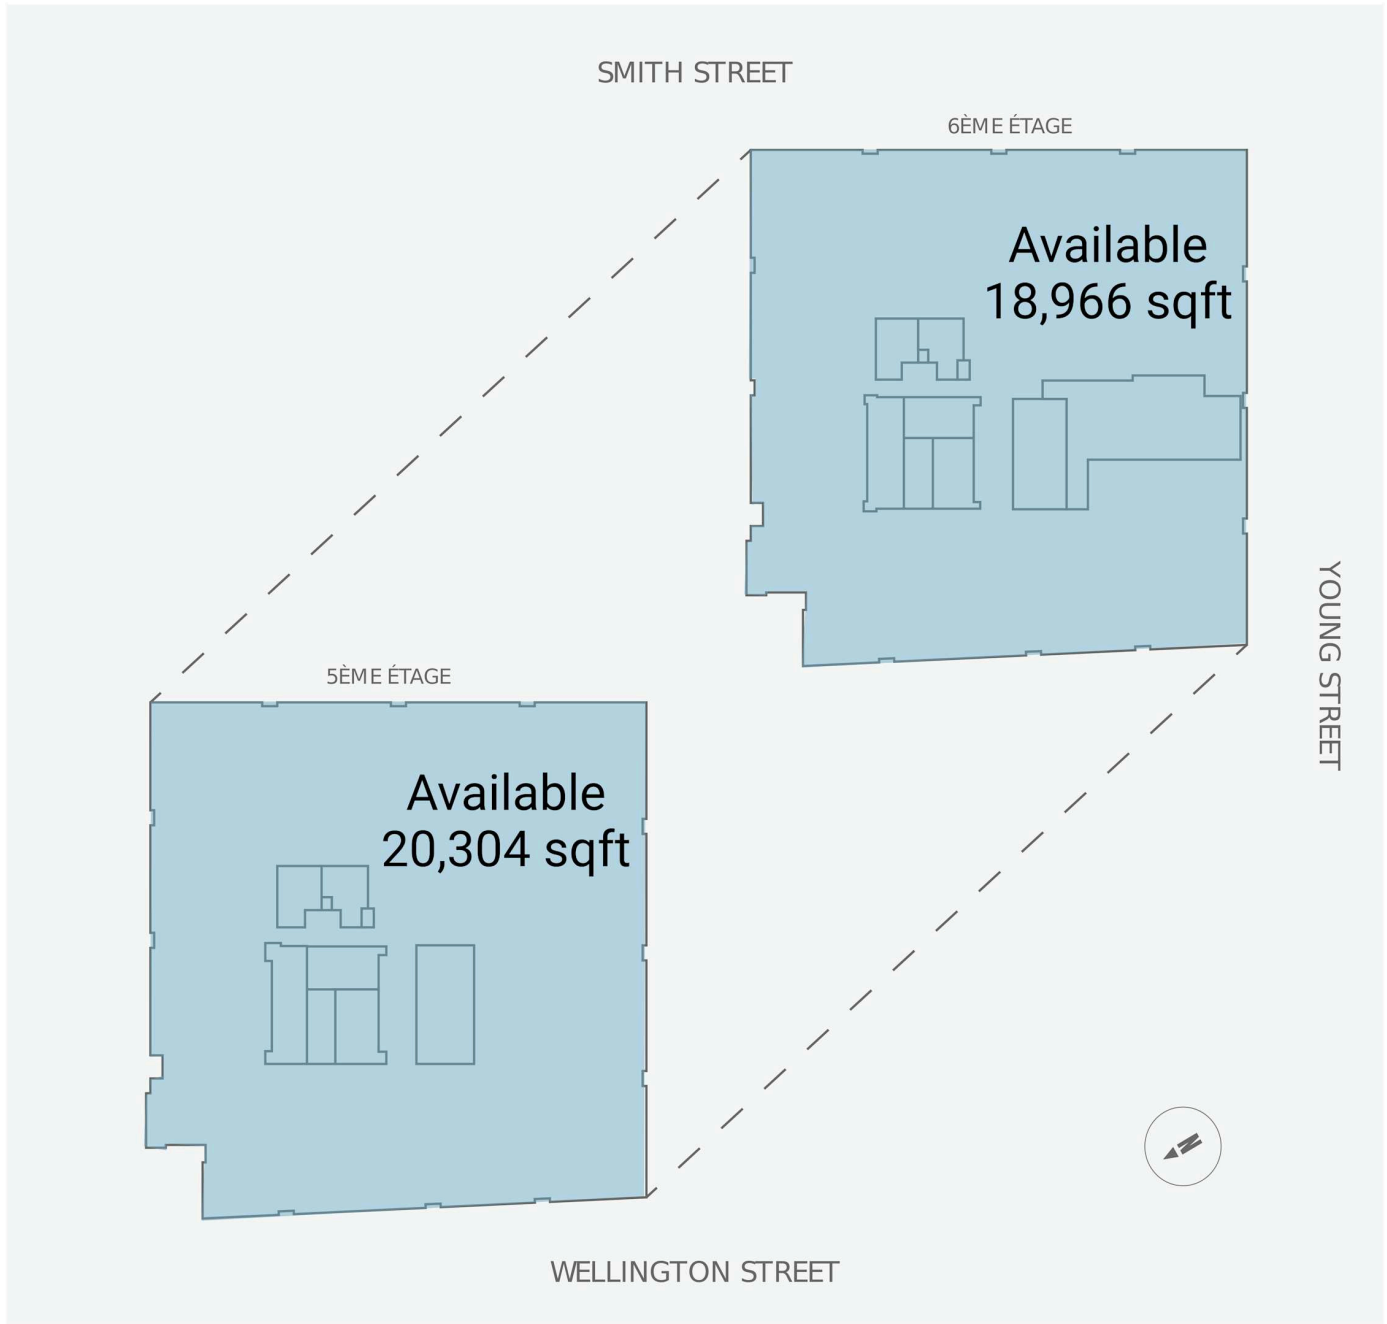 SMITH STREET
6ÈME ÉTAGE
Available
18,966 sqft
YOUNG STREET
5ÈME ÉTAGE
Available
20,304 sqft
N
WELLINGTON STREET